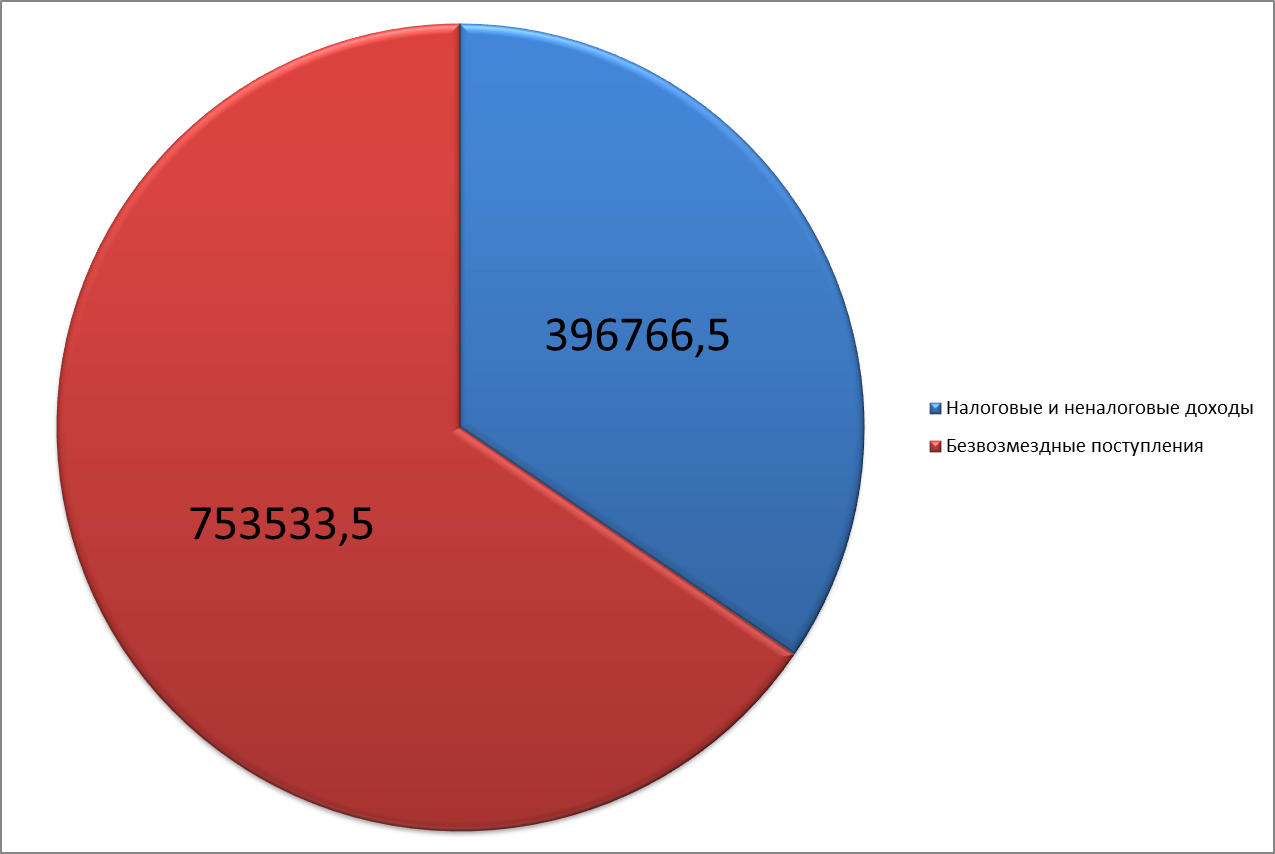 396766,5
Налоговые и неналоговые доходы
Безвозмездные поступления
753533,5